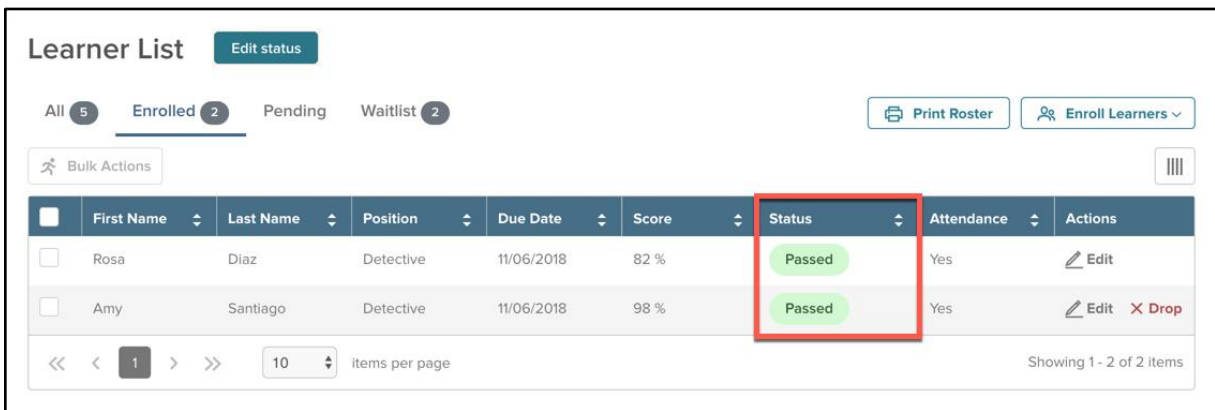 Learner List Edit status
All 5 Enrolled 2 Pending Waitlist 2 Print Roster Enroll Learners
Bulk Actions
First Name Last Name Position Due Date Score Status Attendance Actions
Rosa Diaz Detective 11/06/2018 82 % Passed Yes Edit
Amy Santiago Detective 11/06/2018 98 % Passed Yes Edit Drop
1 10 items per page Showing 1 - 2 of 2 items